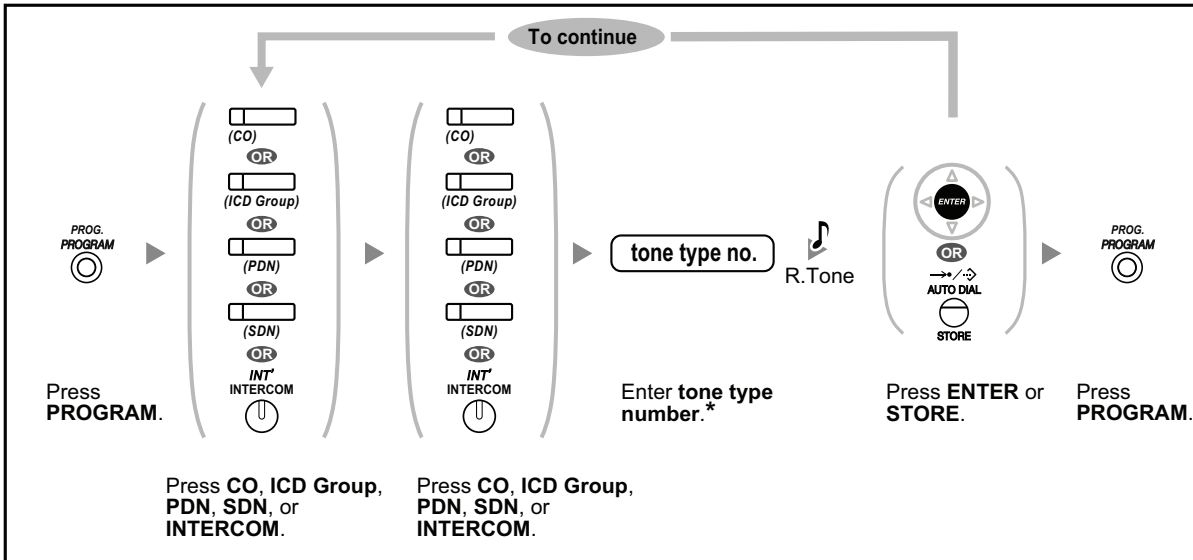 To continue
PROG.
PROGRAM
(CO)
OR
(ICD Group)
OR
(PDN)
OR
(SDN)
OR
INT'
INTERCOM
(CO)
OR
(ICD Group)
OR
(PDN)
OR
(SDN)
OR
INT'
INTERCOM
tone type no.
R.Tone
ENTER
OR
AUTO DIAL
STORE
PROG.
PROGRAM
Press
PROGRAM.
Press CO, ICD Group,
PDN, SDN, or
INTERCOM.
Press CO, ICD Group,
PDN, SDN, or
INTERCOM.
Enter tone type
number.*
Press ENTER or
STORE.
Press
PROGRAM.